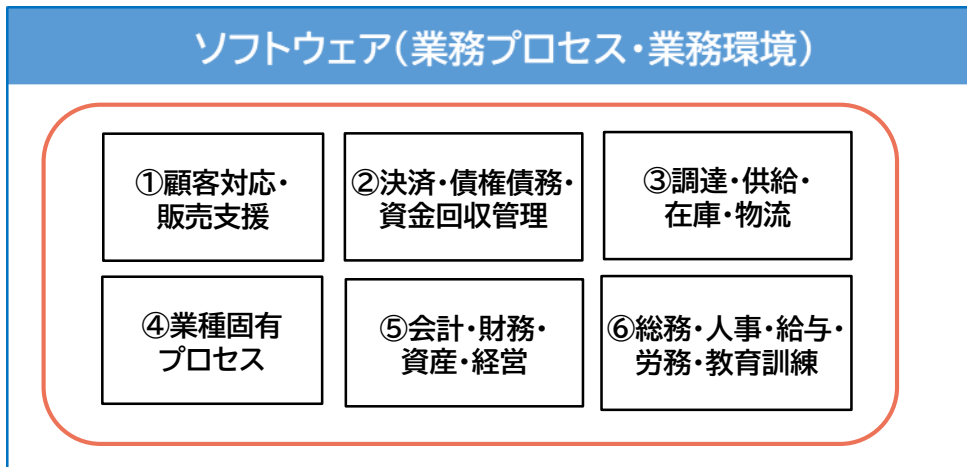 ソフトウェア(業務プロセス・業務環境)
①顧客対応・
販売支援
②決済・債権債務・
資金回収管理
③調達・供給・
在庫・物流
④業種固有
プロセス
⑤会計・財務・
資産・経営
⑥総務・人事・給与・
労務・教育訓練